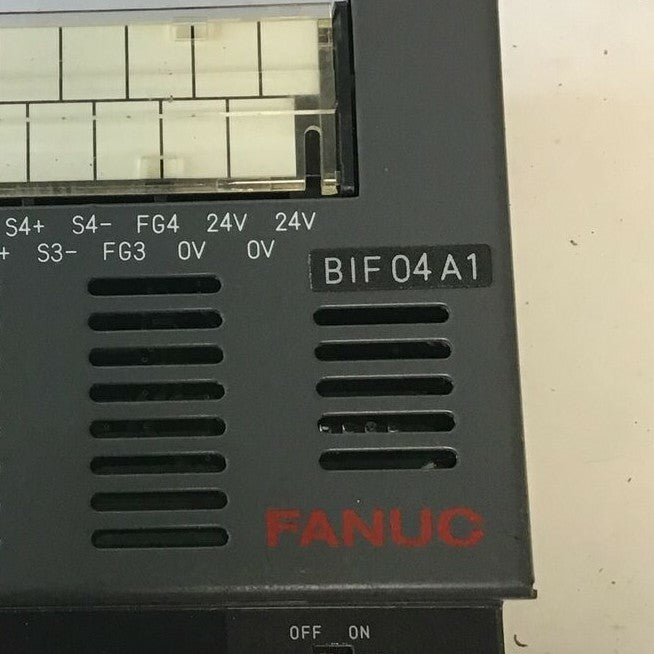 S4+ S4- FG4 24V 24V
+ S3- FG3 0V 0V
BIF04A1
FANUC
OFF ON